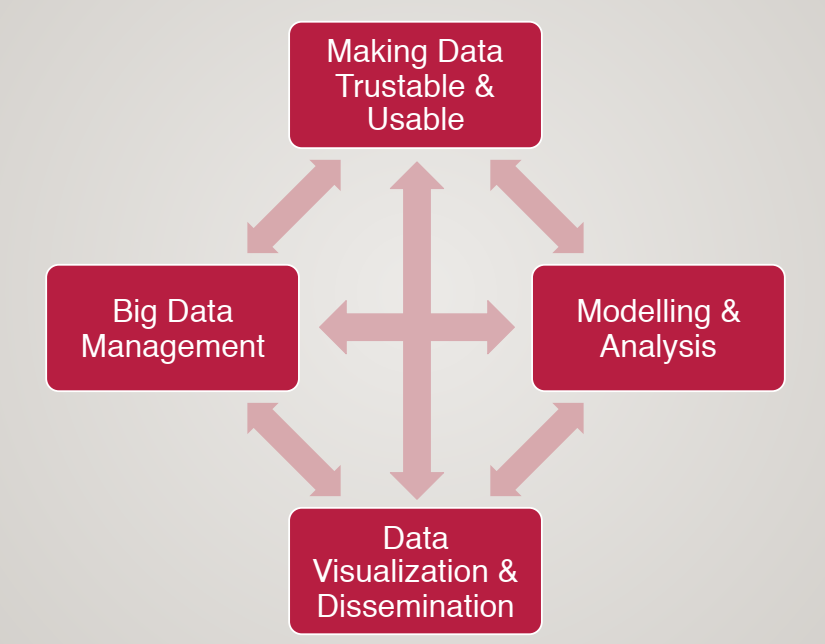 Making Data
Trustable &
Usable
Big Data
Management
Modelling &
Analysis
Data
Visualization &
Dissemination